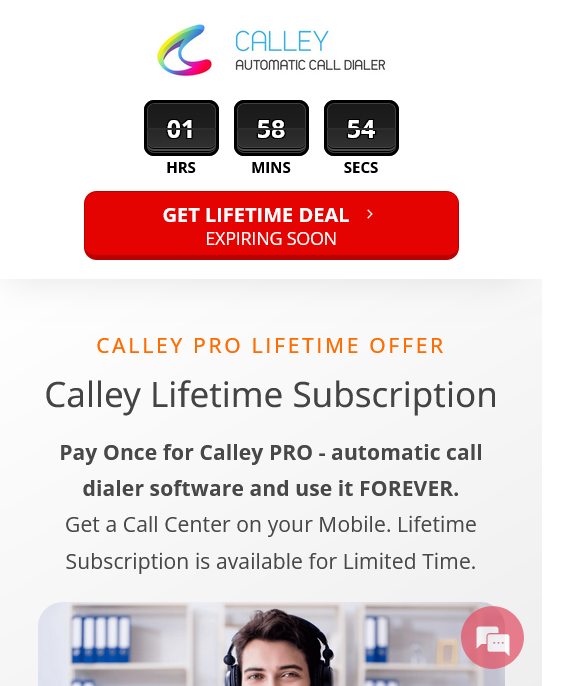 CALLEY
AUTOMATIC CALL DIALER
01 58 54
HRS MINS SECS
GET LIFETIME DEAL
EXPIRING SOON
CALLEY PRO LIFETIME OFFER
Calley Lifetime Subscription
Pay Once for Calley PRO - automatic call
dialer software and use it FOREVER.
Get a Call Center on your Mobile. Lifetime
Subscription is available for Limited Time.